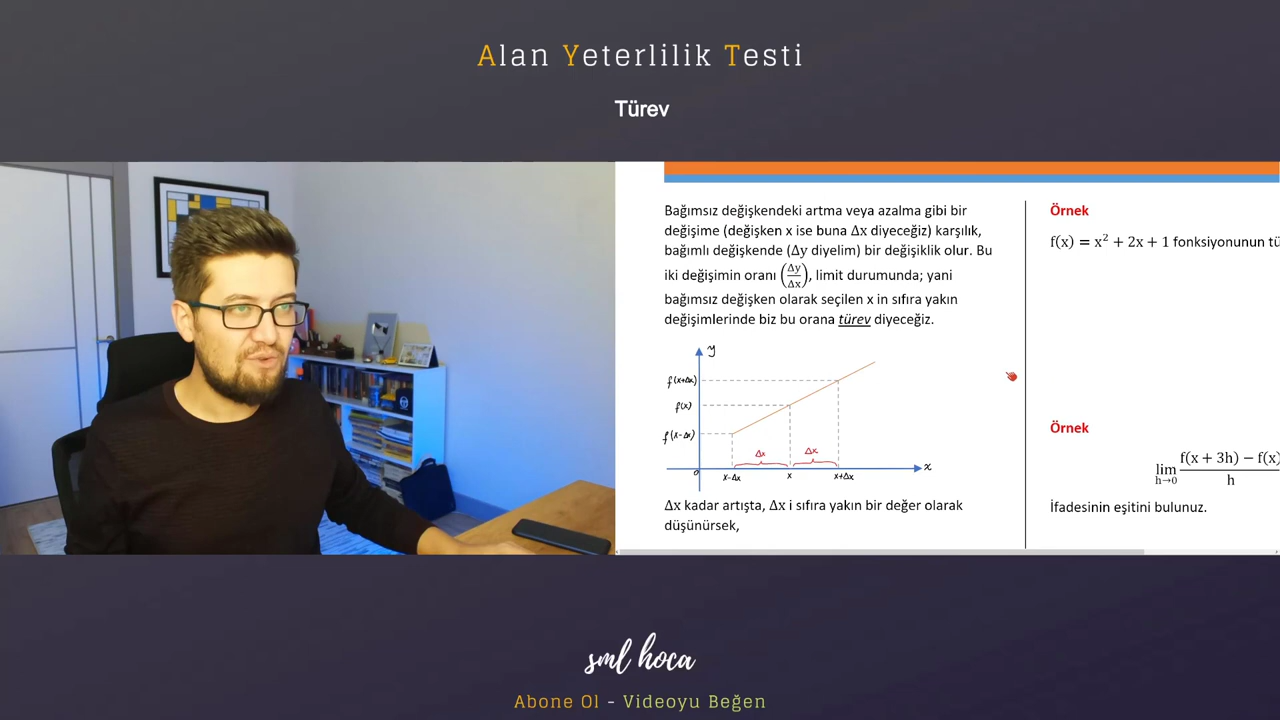 Alan Yeterlilik Testi
Türev
Bağımsız değişkendeki artma veya azalma gibi bir
değişime (değişken x ise buna Δx diyeceğiz) karşılık,
bağımlı değişkende (Δy diyelim) bir değişiklik olur. Bu
iki değişimin oranı (Δy/Δx), limit durumunda; yani
bağımsız değişken olarak seçilen x in sıfıra yakın
değişimlerinde biz bu orana türev diyeceğiz.
y
f(x+Δx)
f(x)
f(x-Δx)
Δx Δx
o x-Δx x x+Δx x
Δx kadar artışta, Δx i sıfıra yakın bir değer olarak
düşünürsek,
Örnek
f(x) = x² + 2x + 1 fonksiyonunun tü
Örnek
lim h→0 f(x + 3h) − f(x) / h
İfadesinin eşitini bulunuz.
sml hoca
Abone Ol - Videoyu Beğen